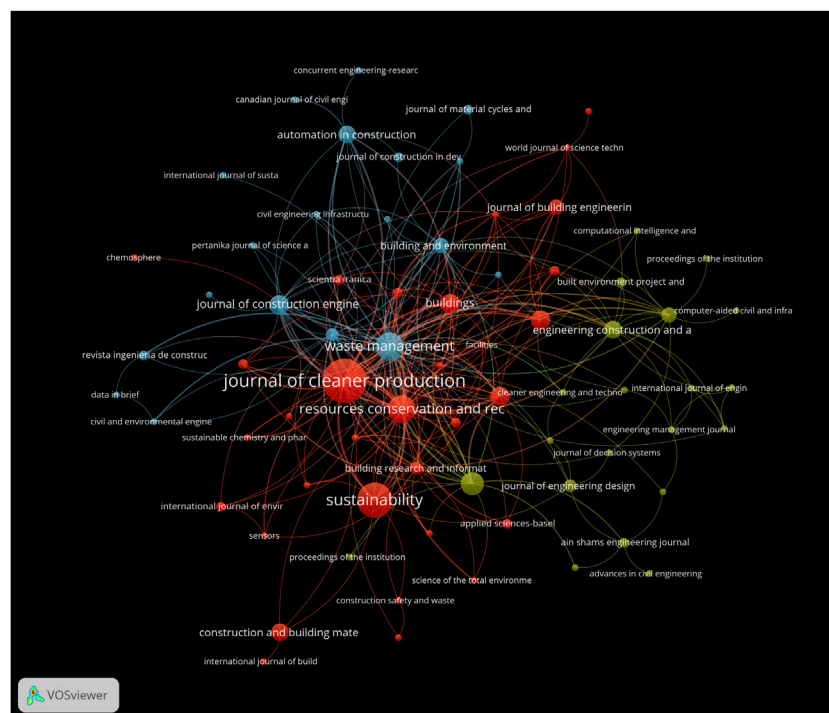 concurrent engineering-researc
canadian journal of civil engi
journal of material cycles and
automation in construction
world journal of science techn
journal of construction in dev
international journal of susta
journal of building engineerin
civil engineering infrastructu
computational intelligence and
pertanika journal of science a
building and environment
chemosphere
proceedings of the institution
scientia iranica
built environment project and
journal of construction engine
buildings
computer-aided civil and infra
engineering construction and a
waste management
facilities
revista ingenieria de construc
journal of cleaner production
data in brief
cleaner engineering and techno
international journal of engin
resources conservation and rec
civil and environmental engine
engineering management journal
sustainable chemistry and phar
journal of decision systems
building research and informat
journal of engineering design
sustainability
international journal of envir
applied sciences-basel
sensors
ain shams engineering journal
proceedings of the institution
advances in civil engineering
science of the total environme
construction safety and waste
construction and building mate
international journal of build
VOSviewer